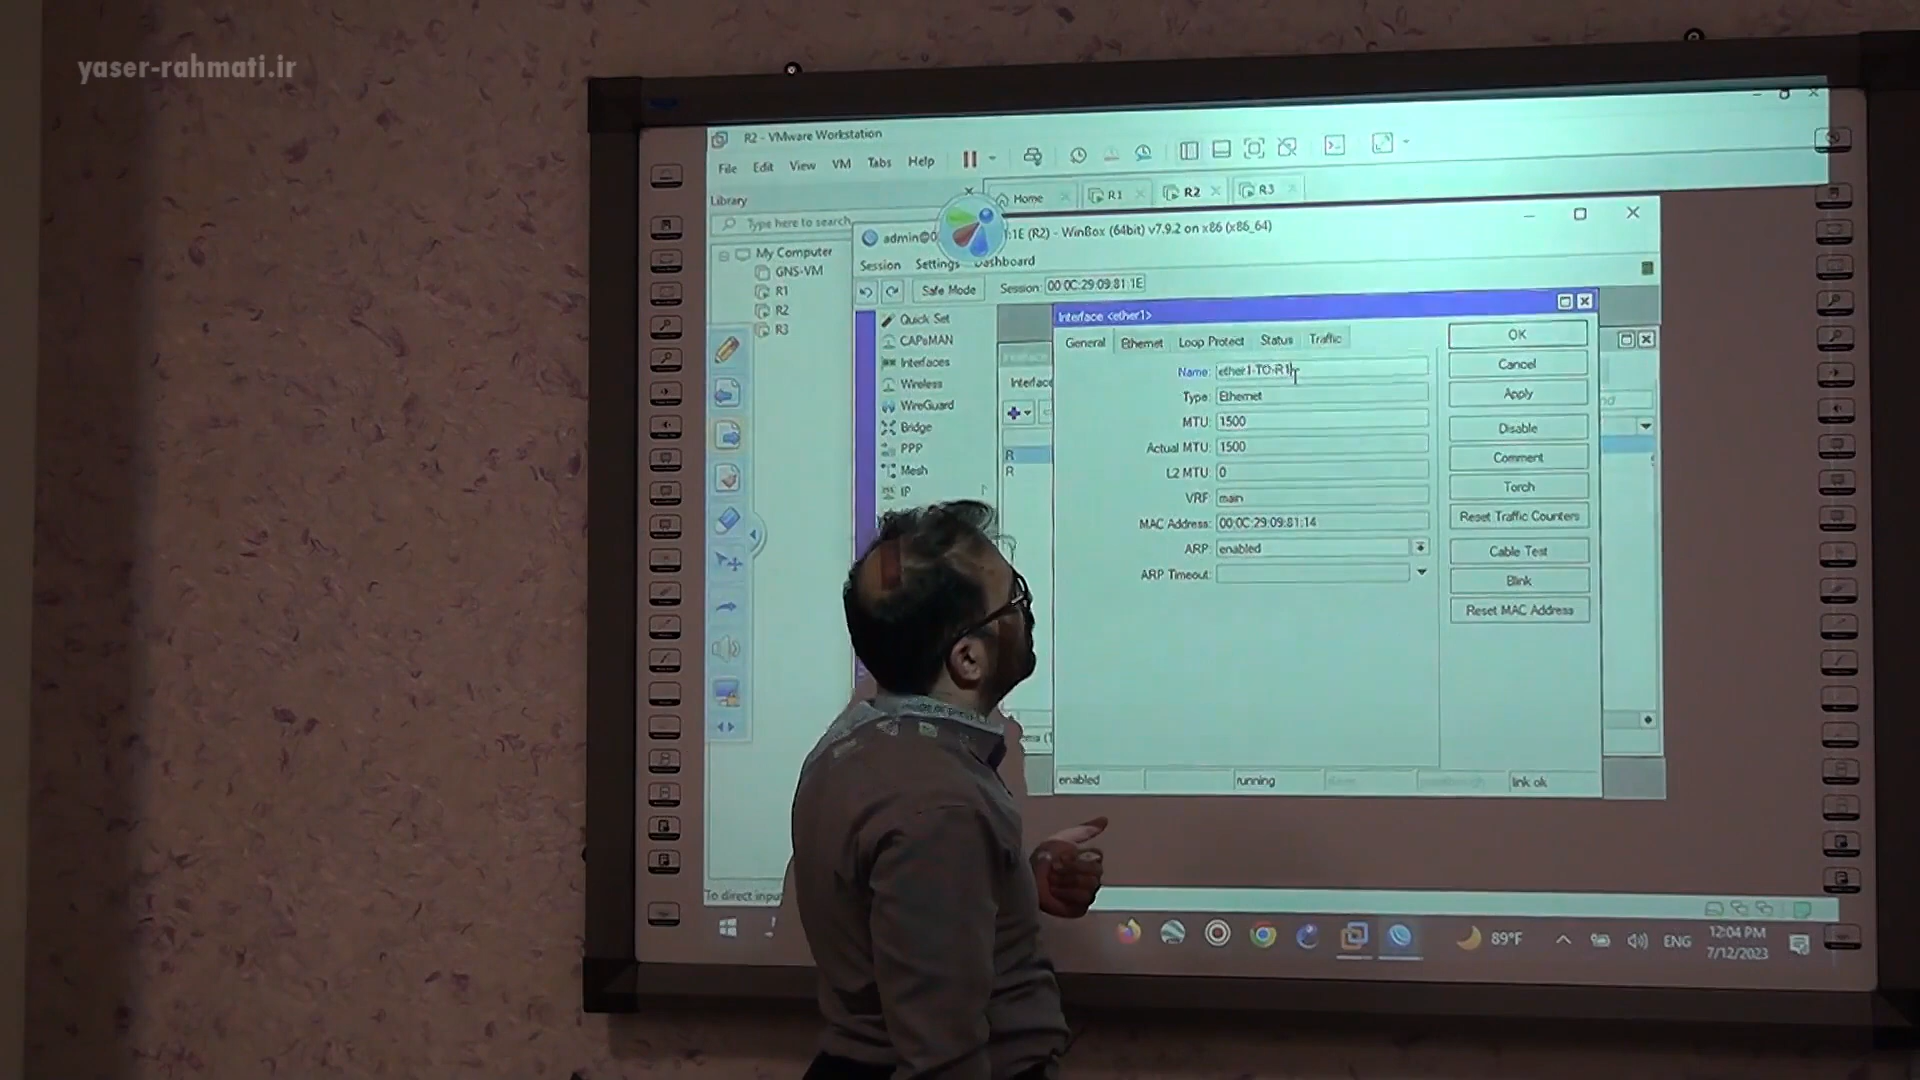 yaser-rahmati.ir
R2 - VMware Workstation
File Edit View VM Tabs Help
Library
Home R1 R2 R3
Type here to search
My Computer
GNS-VM
R1
R2
R3
admin@0 :1E (R2) - WinBox (64bit) v7.9.2 on x86 (x86_64)
Session Settings Dashboard
Safe Mode Session: 00:0C:29:09:81:1E
Quick Set
CAPsMAN
Interfaces
Wireless
WireGuard
Bridge
PPP
Mesh
IP
Interface
R
R
Interface <ether1>
General Ethernet Loop Protect Status Traffic
Name: ether1-TO-R1
Type: Ethernet
MTU: 1500
Actual MTU: 1500
L2 MTU: 0
VRF: main
MAC Address: 00:0C:29:09:81:14
ARP: enabled
ARP Timeout:
OK
Cancel
Apply
Disable
Comment
Torch
Reset Traffic Counters
Cable Test
Blink
Reset MAC Address
enabled running link ok
To direct input
89°F ENG 12:04 PM
7/12/2023